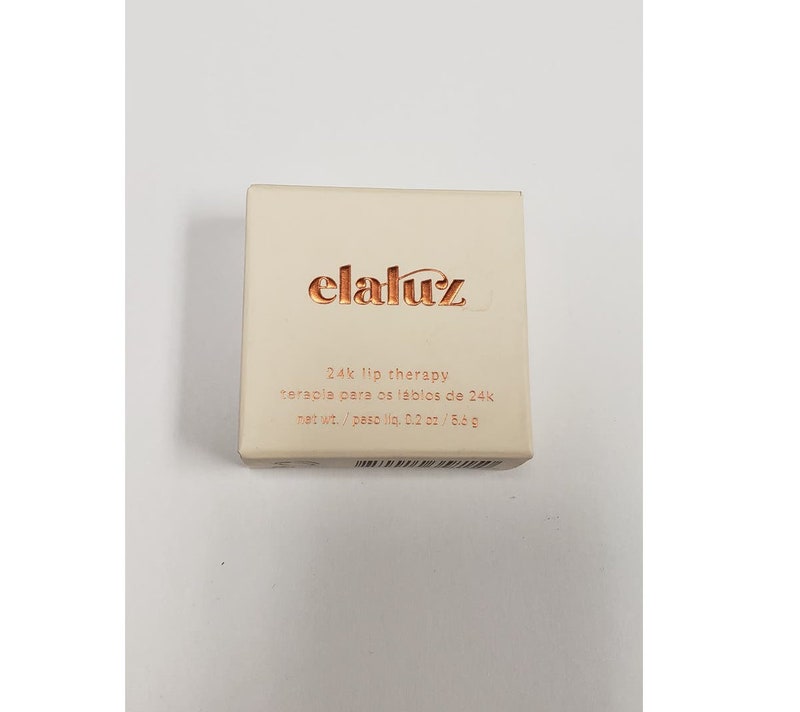 elaluz
24k lip therapy
terapia para os lábios de 24k
net wt. / peso líq. 0.2 oz / 5.6 g